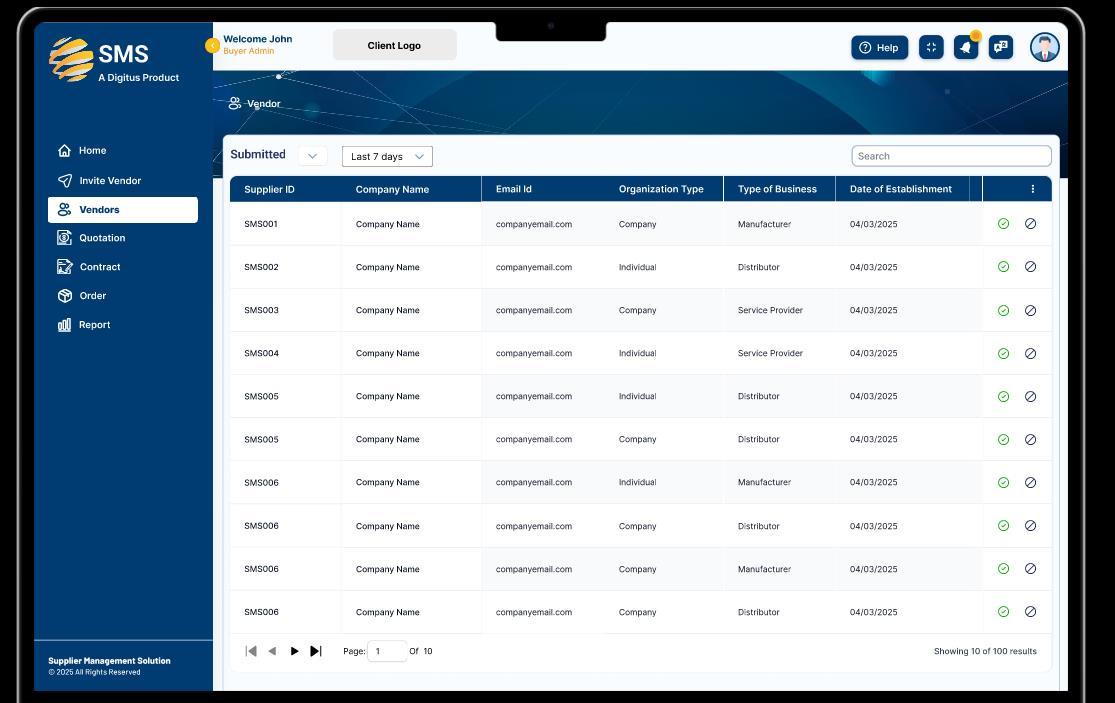 SMS
A Digitus Product
Home
Invite Vendor
Vendors
Quotation
Contract
Order
Report
Supplier Management Solution
© 2025 All Rights Reserved
Welcome John
Buyer Admin
Client Logo
Help
Vendor
Submitted
Last 7 days
Search
Supplier ID Company Name Email Id Organization Type Type of Business Date of Establishment
SMS001 Company Name companyemail.com Company Manufacturer 04/03/2025
SMS002 Company Name companyemail.com Individual Distributor 04/03/2025
SMS003 Company Name companyemail.com Company Service Provider 04/03/2025
SMS004 Company Name companyemail.com Individual Service Provider 04/03/2025
SMS005 Company Name companyemail.com Individual Distributor 04/03/2025
SMS005 Company Name companyemail.com Company Distributor 04/03/2025
SMS006 Company Name companyemail.com Individual Manufacturer 04/03/2025
SMS006 Company Name companyemail.com Company Distributor 04/03/2025
SMS006 Company Name companyemail.com Company Manufacturer 04/03/2025
SMS006 Company Name companyemail.com Company Distributor 04/03/2025
Page: 1 Of 10
Showing 10 of 100 results